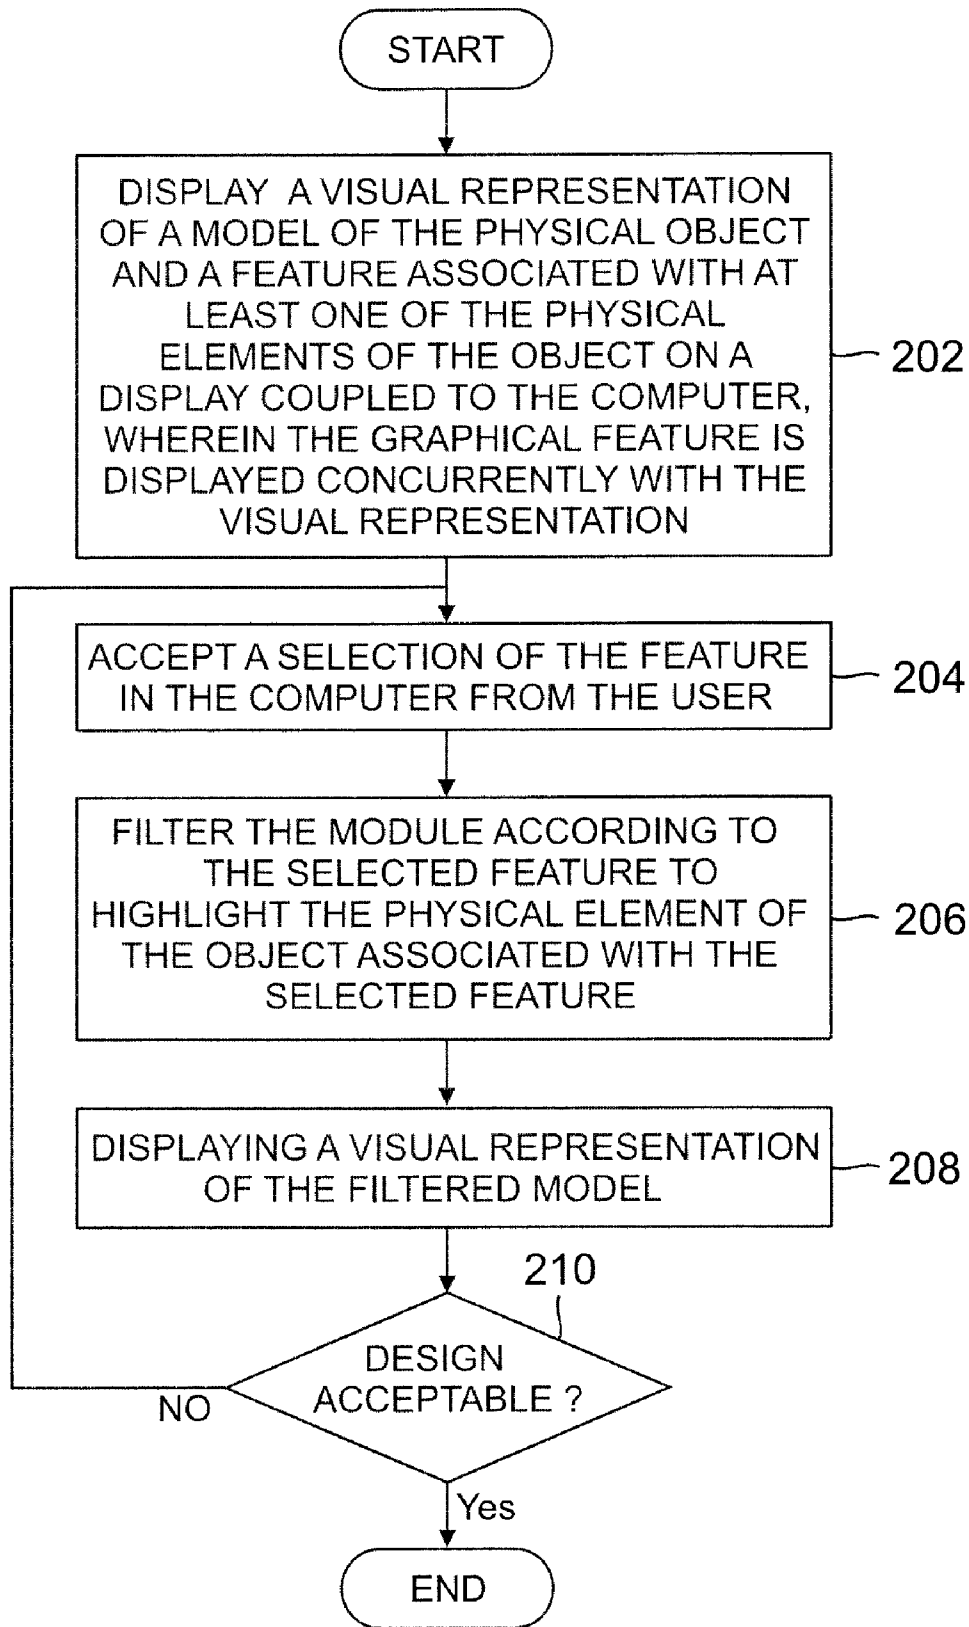 START
DISPLAY A VISUAL REPRESENTATION
OF A MODEL OF THE PHYSICAL OBJECT
AND A FEATURE ASSOCIATED WITH AT
LEAST ONE OF THE PHYSICAL
ELEMENTS OF THE OBJECT ON A
DISPLAY COUPLED TO THE COMPUTER,
WHEREIN THE GRAPHICAL FEATURE IS
DISPLAYED CONCURRENTLY WITH THE
VISUAL REPRESENTATION
202
ACCEPT A SELECTION OF THE FEATURE
IN THE COMPUTER FROM THE USER
204
FILTER THE MODULE ACCORDING TO
THE SELECTED FEATURE TO
HIGHLIGHT THE PHYSICAL ELEMENT OF
THE OBJECT ASSOCIATED WITH THE
SELECTED FEATURE
206
DISPLAYING A VISUAL REPRESENTATION
OF THE FILTERED MODEL
208
210
DESIGN
ACCEPTABLE ?
NO
Yes
END